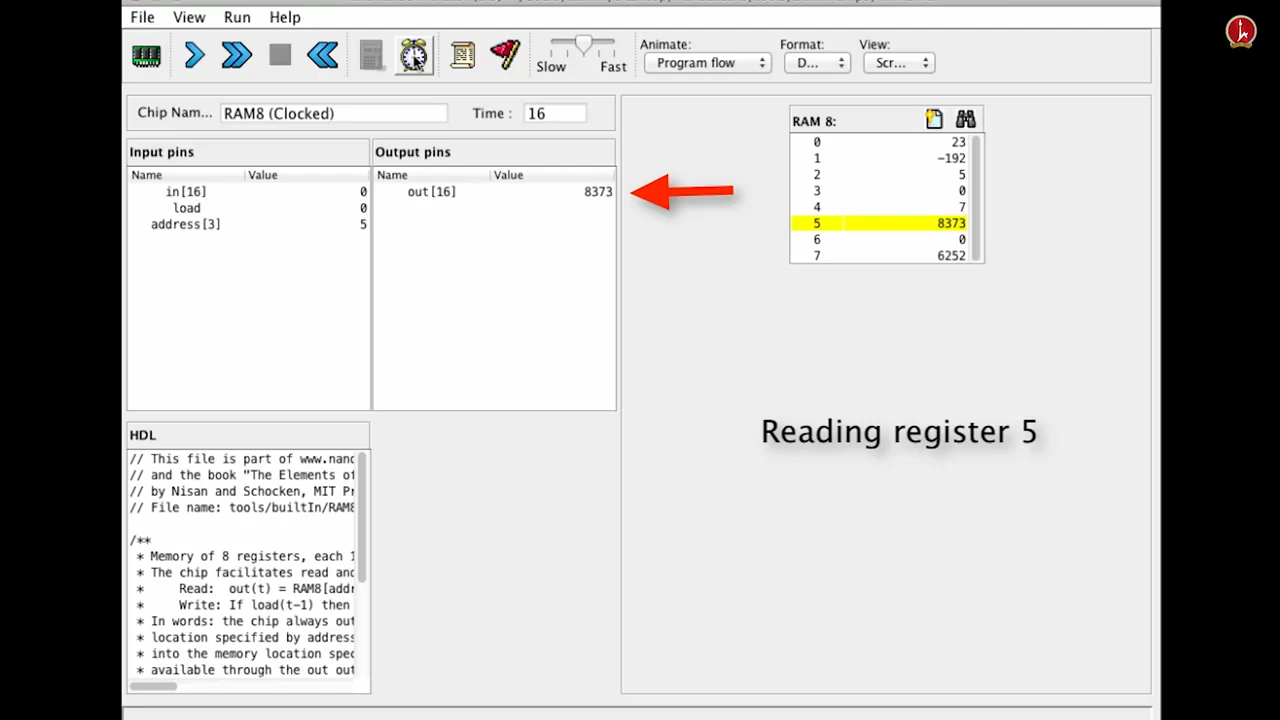 File View Run Help
Slow Fast
Animate:
Program flow
Format:
D...
View:
Scr...
Chip Nam... RAM8 (Clocked) Time : 16
Input pins
Name Value
in[16] 0
load 0
address[3] 5
Output pins
Name Value
out[16] 8373
RAM 8:
0 23
1 -192
2 5
3 0
4 7
5 8373
6 0
7 6252
Reading register 5
HDL
// This file is part of www.nand
// and the book "The Elements of
// by Nisan and Schocken, MIT Pr
// File name: tools/builtIn/RAM8
/**
* Memory of 8 registers, each 1
* The chip facilitates read and
* Read: out(t) = RAM8[addr
* Write: If load(t-1) then
* In words: the chip always out
* location specified by address
* into the memory location spec
* available through the out out